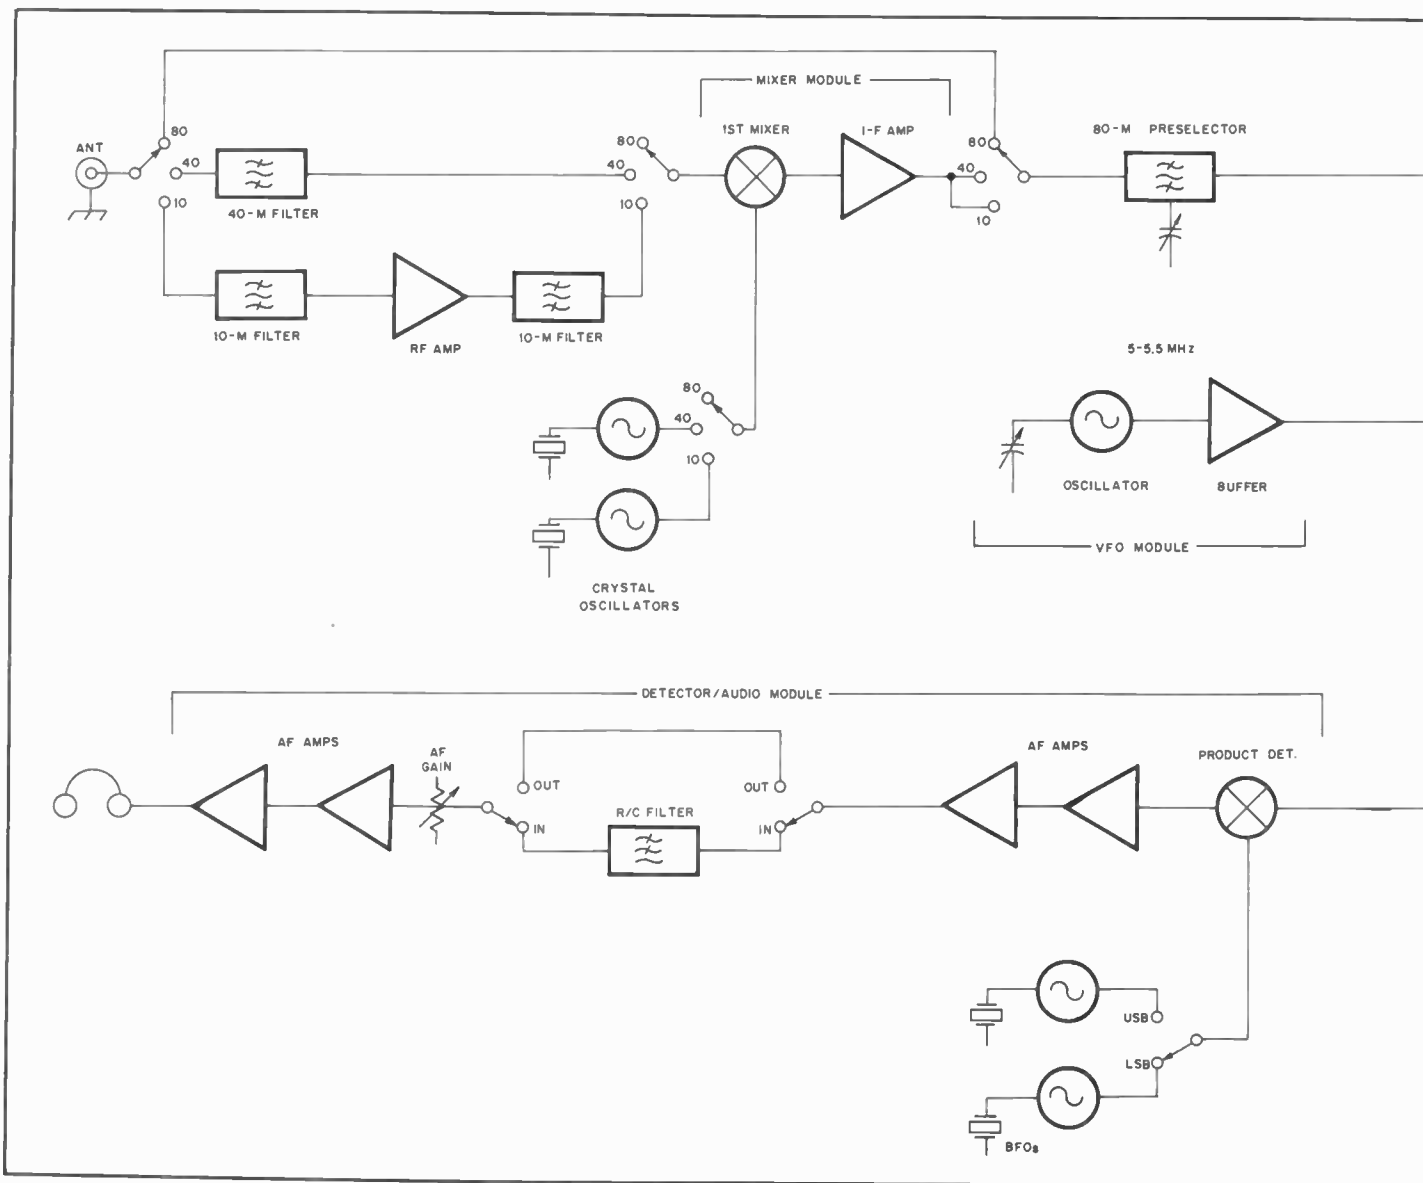 MIXER MODULE
1ST MIXER
I-F AMP
80-M PRESELECTOR
ANT
80
40
10
40-M FILTER
80
40
10
80
40
10
10-M FILTER
RF AMP
10-M FILTER
5-5.5 MHz
80
40
10
OSCILLATOR
BUFFER
VFO MODULE
CRYSTAL
OSCILLATORS
DETECTOR/AUDIO MODULE
AF AMPS
AF
GAIN
OUT
IN
R/C FILTER
OUT
IN
AF AMPS
PRODUCT DET.
USB
LSB
BFOs